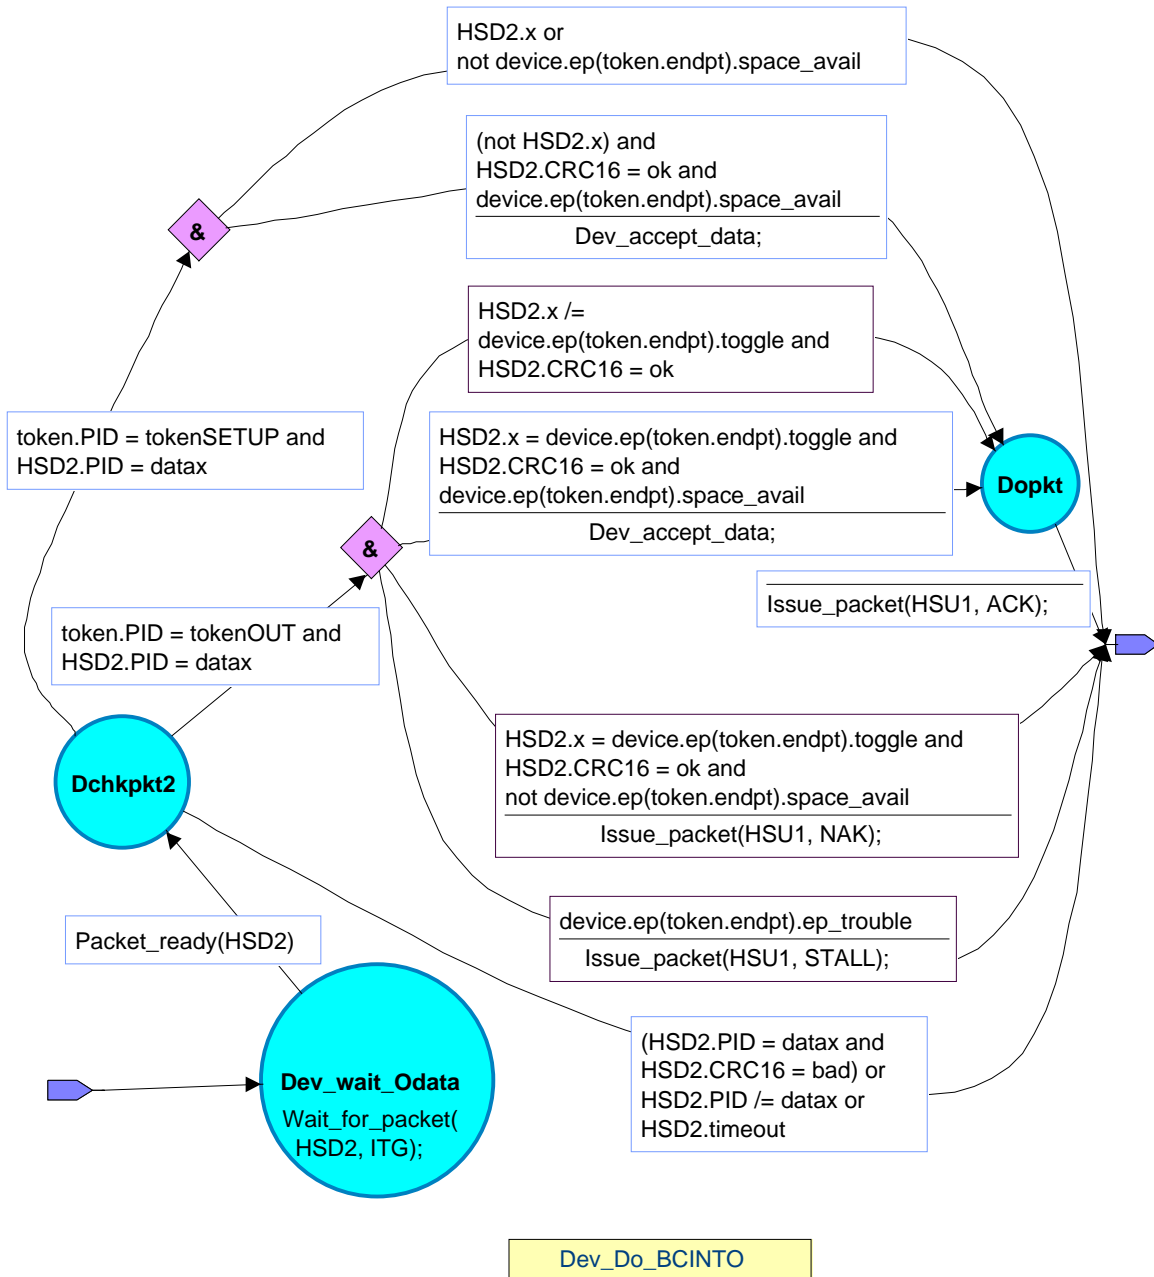 HSD2.x or
not device.ep(token.endpt).space_avail
(not HSD2.x) and
HSD2.CRC16 = ok and
device.ep(token.endpt).space_avail
Dev_accept_data;
&
HSD2.x /=
device.ep(token.endpt).toggle and
HSD2.CRC16 = ok
token.PID = tokenSETUP and
HSD2.PID = datax
HSD2.x = device.ep(token.endpt).toggle and
HSD2.CRC16 = ok and
device.ep(token.endpt).space_avail
Dev_accept_data;
Dopkt
&
Issue_packet(HSU1, ACK);
token.PID = tokenOUT and
HSD2.PID = datax
HSD2.x = device.ep(token.endpt).toggle and
HSD2.CRC16 = ok and
not device.ep(token.endpt).space_avail
Issue_packet(HSU1, NAK);
Dchkpkt2
device.ep(token.endpt).ep_trouble
Issue_packet(HSU1, STALL);
Packet_ready(HSD2)
(HSD2.PID = datax and
HSD2.CRC16 = bad) or
HSD2.PID /= datax or
HSD2.timeout
Dev_wait_Odata
Wait_for_packet(
HSD2, ITG);
Dev_Do_BCINTO